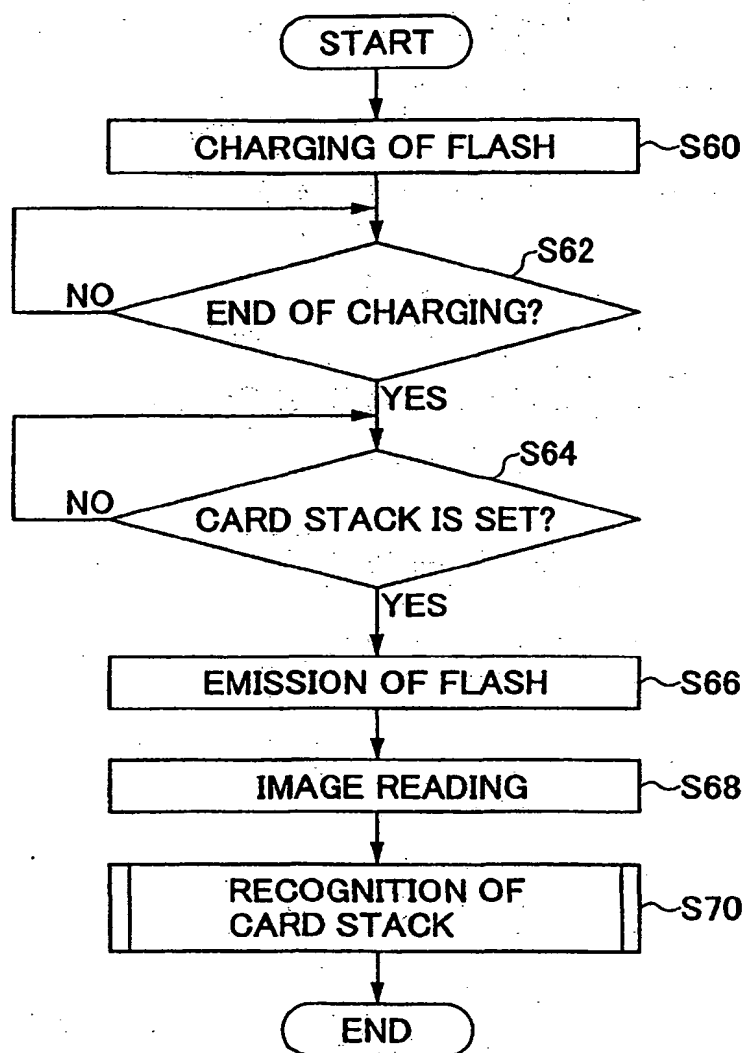 START
CHARGING OF FLASH
S60
S62
NO
END OF CHARGING?
YES
S64
NO
CARD STACK IS SET?
YES
EMISSION OF FLASH
S66
IMAGE READING
S68
RECOGNITION OF
CARD STACK
S70
END